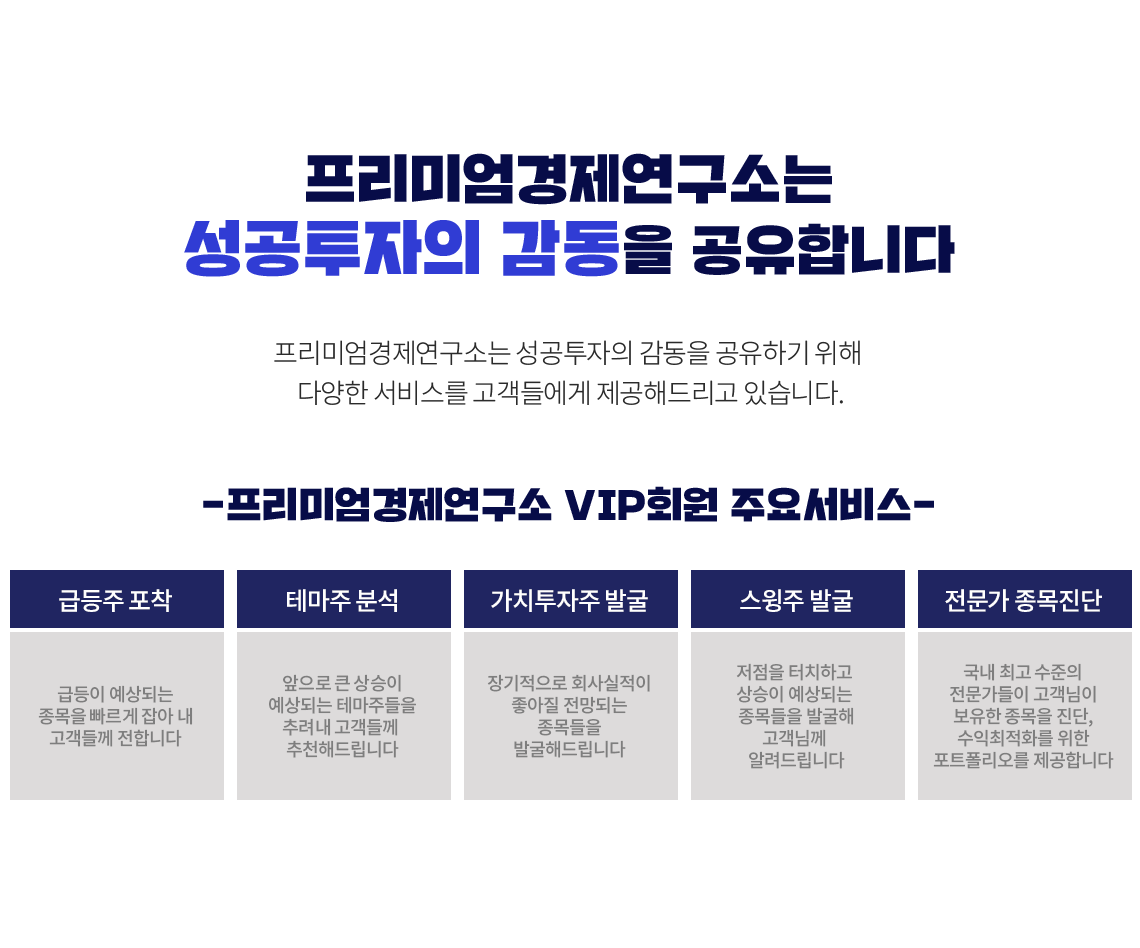 프리미엄경제연구소는
성공투자의 감동을 공유합니다
프리미엄경제연구소는 성공투자의 감동을 공유하기 위해
다양한 서비스를 고객들에게 제공해드리고 있습니다.
-프리미엄경제연구소 VIP회원 주요서비스-
급등주 포착
급등이 예상되는
종목을 빠르게 잡아 내
고객들께 전합니다
테마주 분석
앞으로 큰 상승이
예상되는 테마주들을
추려내 고객들께
추천해드립니다
가치투자주 발굴
장기적으로 회사실적이
좋아질 전망되는
종목들을
발굴해드립니다
스윙주 발굴
저점을 터치하고
상승이 예상되는
종목들을 발굴해
고객님께
알려드립니다
전문가 종목진단
국내 최고 수준의
전문가들이 고객님이
보유한 종목을 진단,
수익최적화를 위한
포트폴리오를 제공합니다